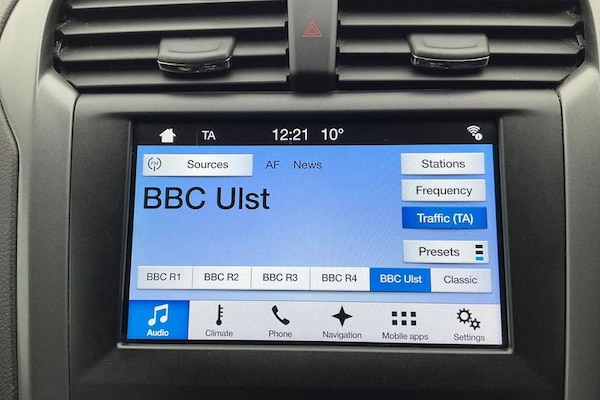 TA 12:21 10°
FM Sources AF News Stations
Frequency
BBC Ulst
Traffic (TA)
Presets
BBC R1 BBC R2 BBC R3 BBC R4 BBC Ulst Classic
Audio Climate Phone Navigation Mobile apps Settings